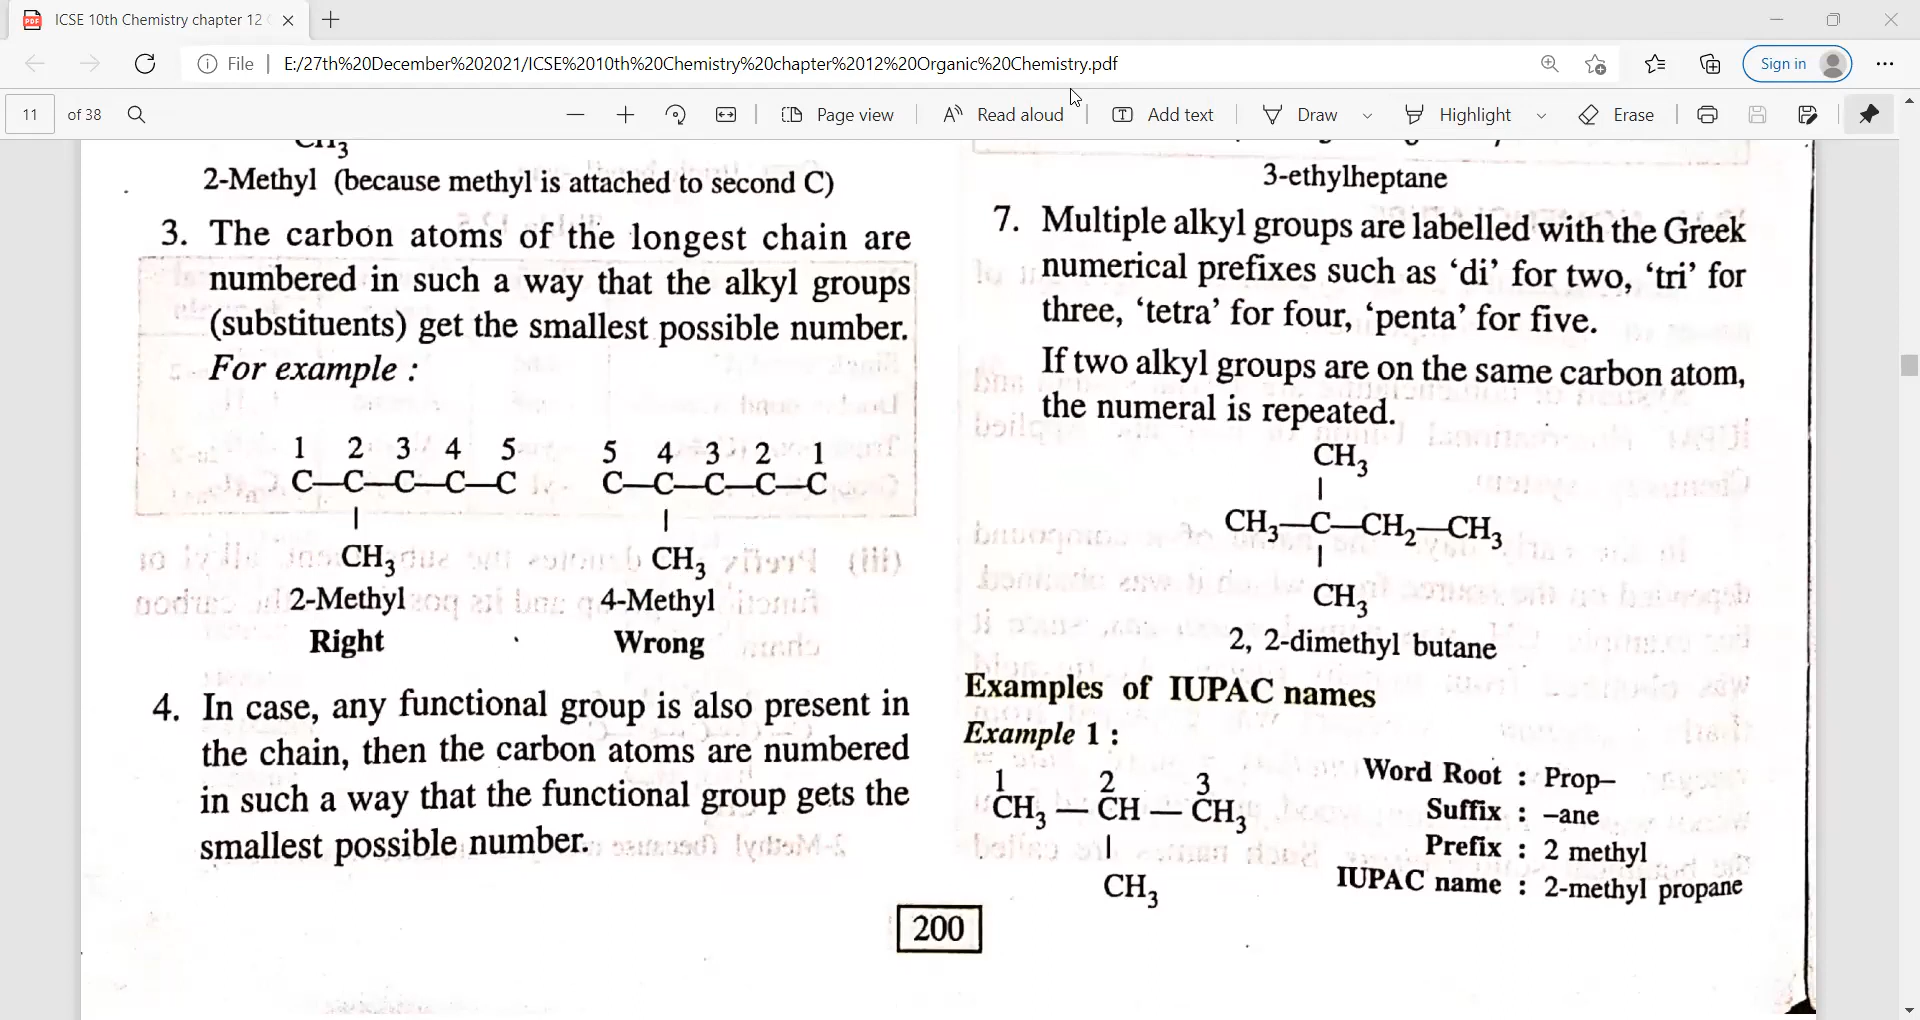 ICSE 10th Chemistry chapter 12
File
E:/27th%20December%202021/ICSE%2010th%20Chemistry%20chapter%2012%20Organic%20Chemistry.pdf
Sign in
11 of 38
Page view
Read aloud
Add text
Draw
Highlight
Erase
CH3
2-Methyl (because methyl is attached to second C)
3. The carbon atoms of the longest chain are
numbered in such a way that the alkyl groups
(substituents) get the smallest possible number.
For example :
1 2 3 4 5
C—C—C—C—C
|
CH3
2-Methyl
Right
5 4 3 2 1
C—C—C—C—C
|
CH3
4-Methyl
Wrong
4. In case, any functional group is also present in
the chain, then the carbon atoms are numbered
in such a way that the functional group gets the
smallest possible number.
3-ethylheptane
7. Multiple alkyl groups are labelled with the Greek
numerical prefixes such as ‘di’ for two, ‘tri’ for
three, ‘tetra’ for four, ‘penta’ for five.
If two alkyl groups are on the same carbon atom,
the numeral is repeated.
CH3
|
CH3—C—CH2—CH3
|
CH3
2, 2-dimethyl butane
Examples of IUPAC names
Example 1 :
1 2 3
CH3 — CH — CH3
|
CH3
Word Root : Prop–
Suffix : –ane
Prefix : 2 methyl
IUPAC name : 2-methyl propane
200